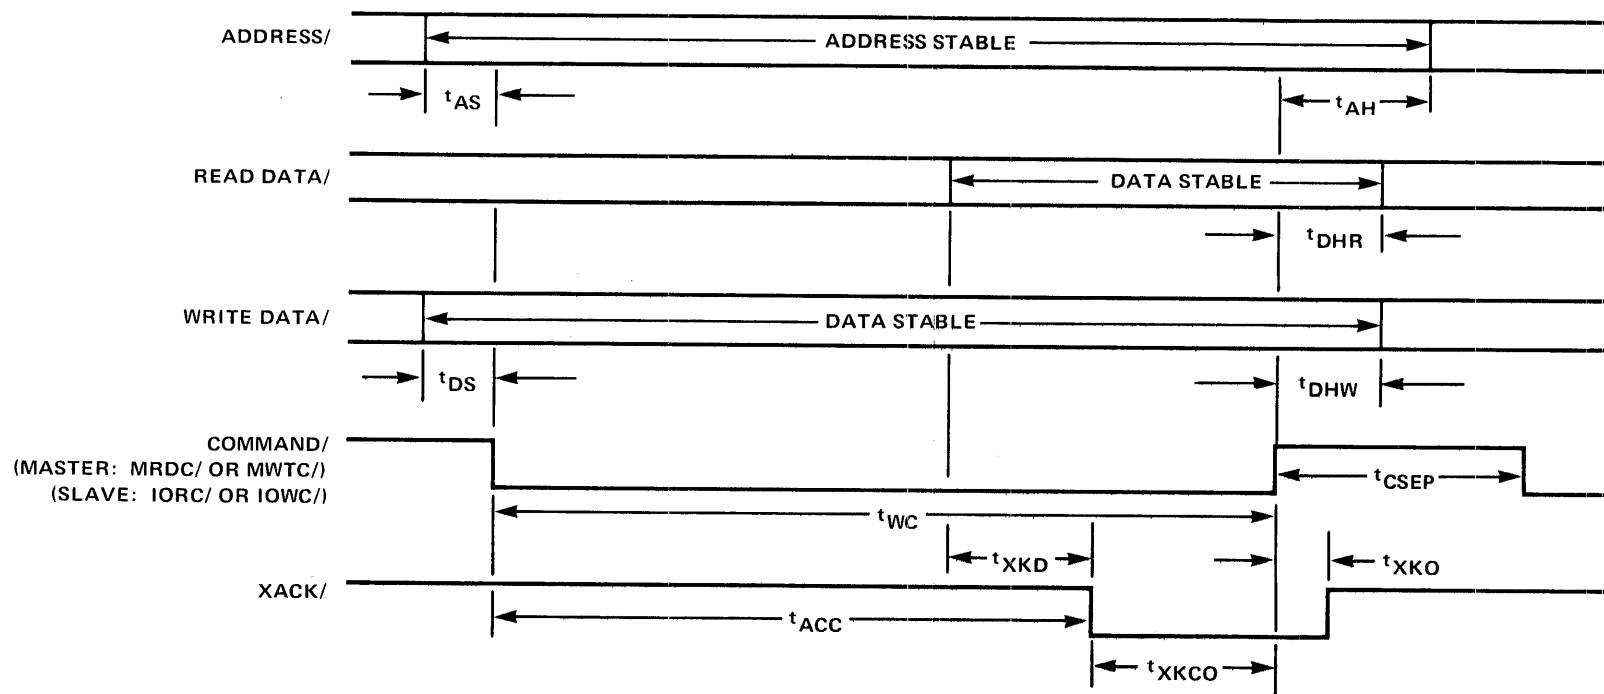 ADDRESS/
ADDRESS STABLE
tAS
tAH
READ DATA/
DATA STABLE
tDHR
WRITE DATA/
DATA STABLE
tDS
tDHW
COMMAND/
(MASTER: MRDC/ OR MWTC/)
(SLAVE: IORC/ OR IOWC/)
tCSEP
tWC
tXKD
tXKO
XACK/
tACC
tXKCO